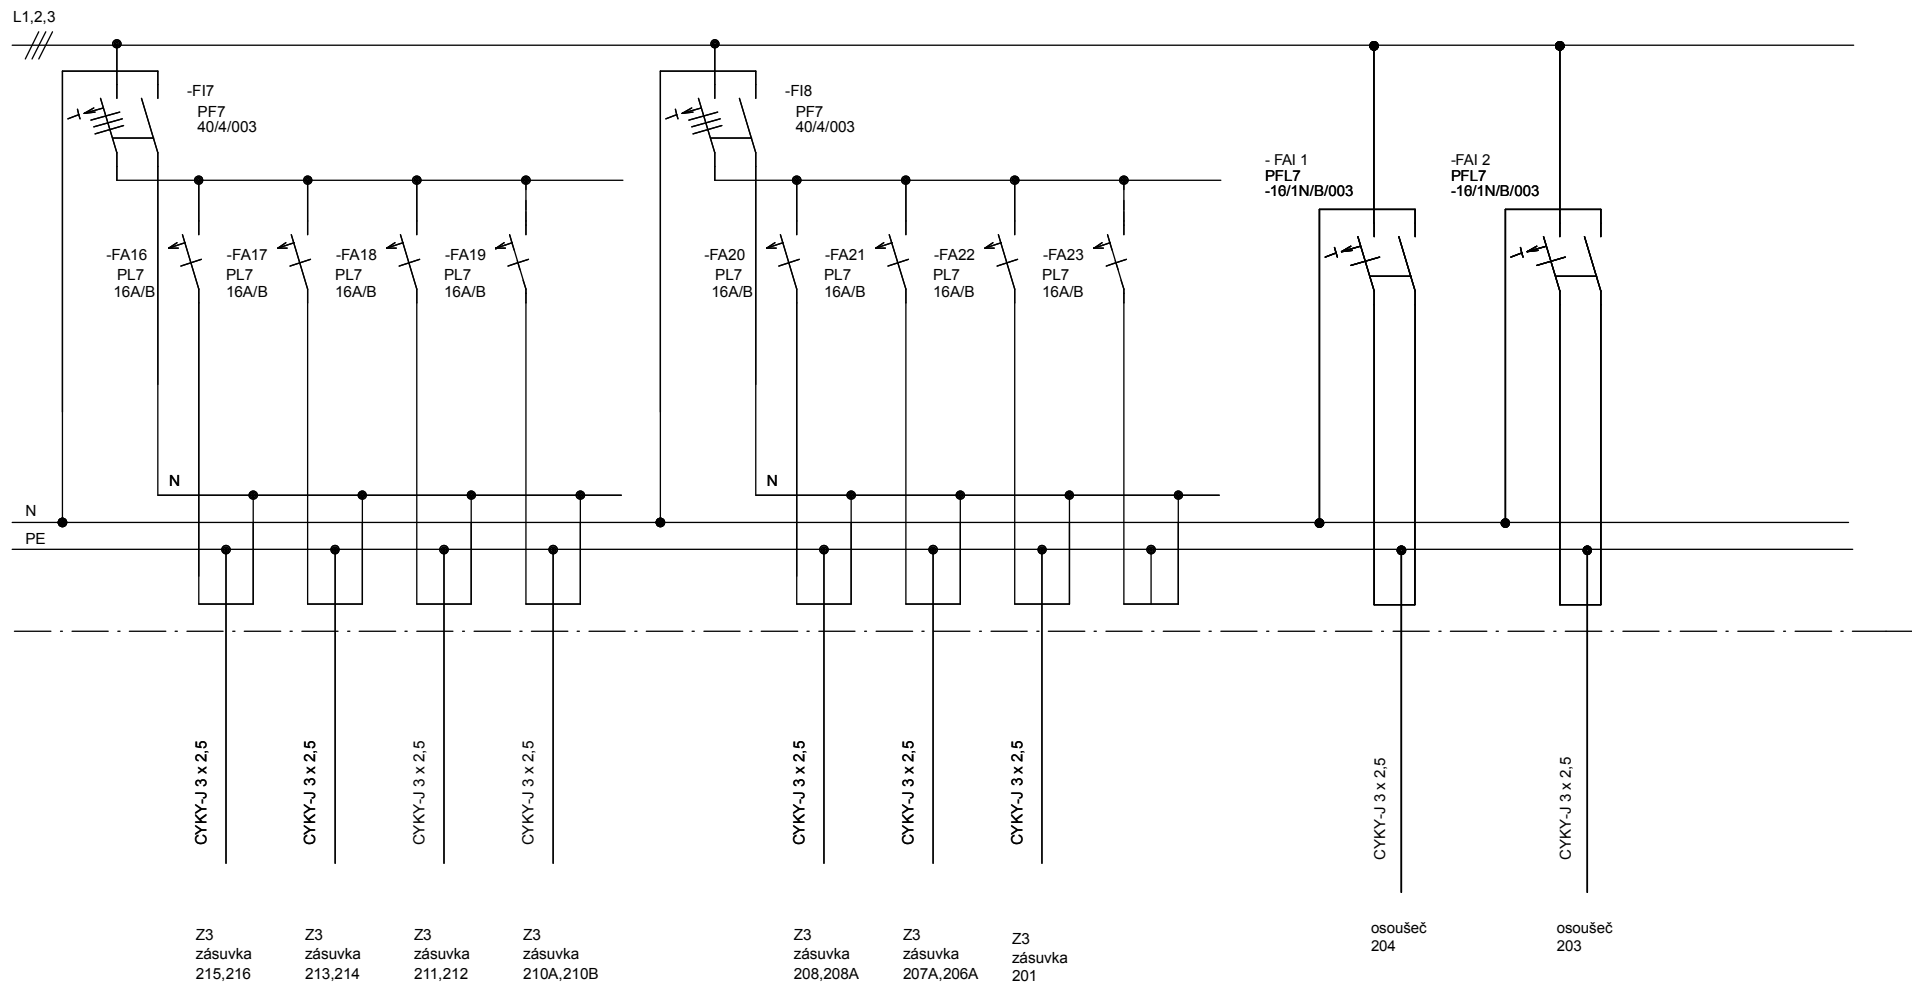 L1,2,3
-FI7
PF7
40/4/003
-FI8
PF7
40/4/003
- FAI 1
PFL7
-16/1N/B/003
-FAI 2
PFL7
-16/1N/B/003
-FA16
PL7
16A/B
-FA17
PL7
16A/B
-FA18
PL7
16A/B
-FA19
PL7
16A/B
-FA20
PL7
16A/B
-FA21
PL7
16A/B
-FA22
PL7
16A/B
-FA23
PL7
16A/B
N
N
N
PE
CYKY-J 3 x 2,5
CYKY-J 3 x 2,5
CYKY-J 3 x 2,5
CYKY-J 3 x 2,5
CYKY-J 3 x 2,5
CYKY-J 3 x 2,5
CYKY-J 3 x 2,5
CYKY-J 3 x 2,5
CYKY-J 3 x 2,5
Z3
zásuvka
215,216
Z3
zásuvka
213,214
Z3
zásuvka
211,212
Z3
zásuvka
210A,210B
Z3
zásuvka
208,208A
Z3
zásuvka
207A,206A
Z3
zásuvka
201
osoušeč
204
osoušeč
203